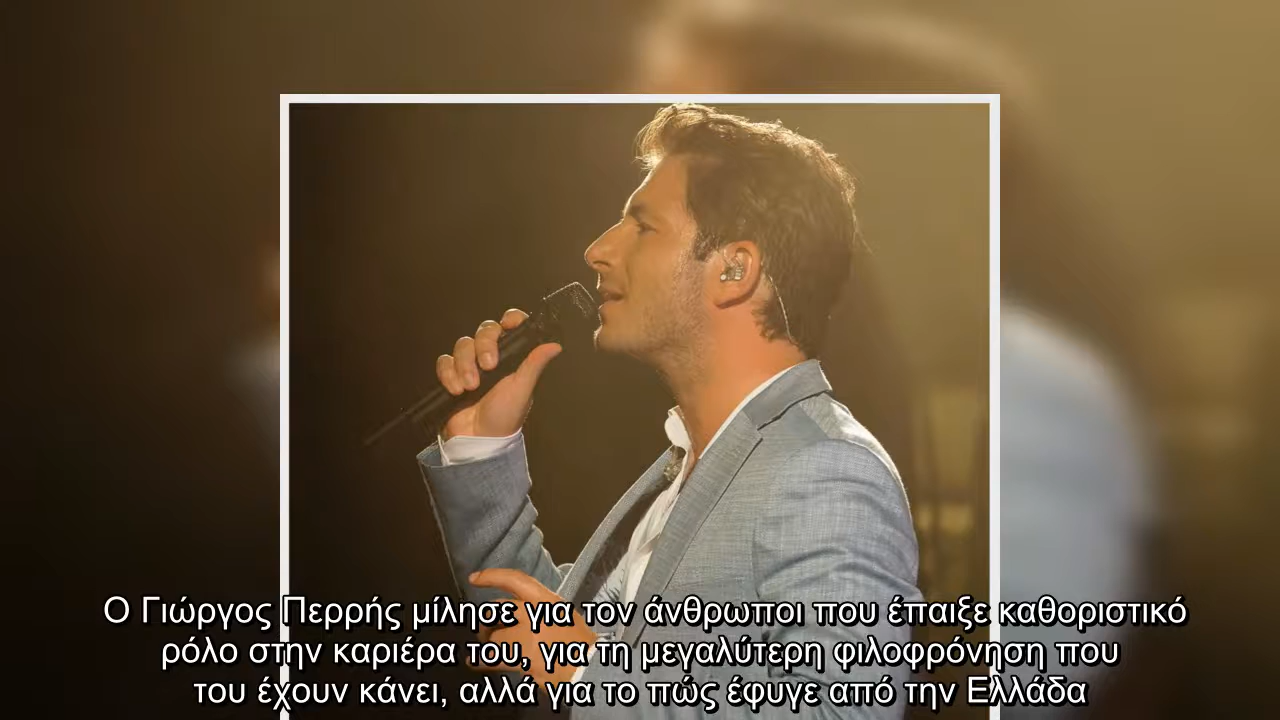 Ο Γιώργος Περρής μίλησε για τον άνθρωποι που έπαιξε καθοριστικό
ρόλο στην καριέρα του, για τη μεγαλύτερη φιλοφρόνηση που
του έχουν κάνει, αλλά για το πώς έφυγε από την Ελλάδα